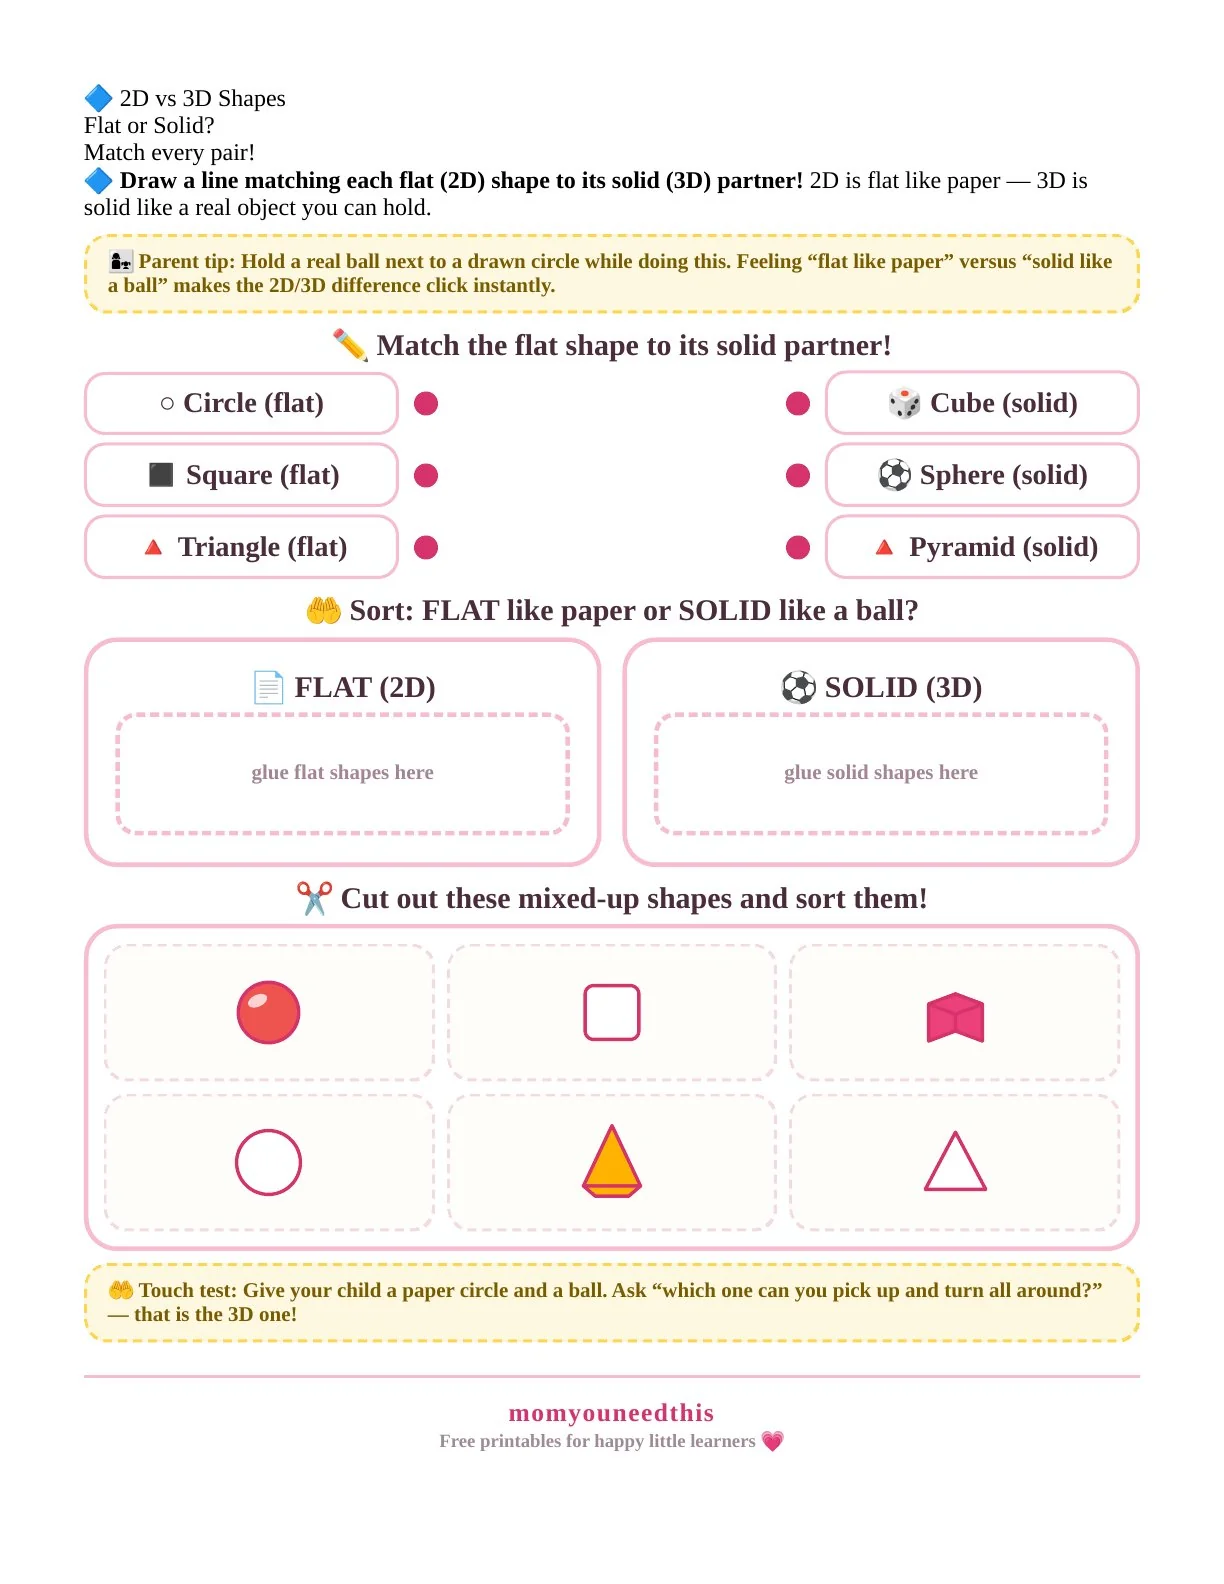 🔷 2D vs 3D Shapes
Flat or Solid?
Match every pair!
🔷 Draw a line matching each flat (2D) shape to its solid (3D) partner! 2D is flat like paper — 3D is
solid like a real object you can hold.
👩‍👧 Parent tip: Hold a real ball next to a drawn circle while doing this. Feeling “flat like paper” versus “solid like
a ball” makes the 2D/3D difference click instantly.
✏️ Match the flat shape to its solid partner!
○ Circle (flat)
🎲 Cube (solid)
◼ Square (flat)
⚽ Sphere (solid)
🔺 Triangle (flat)
🔺 Pyramid (solid)
🤲 Sort: FLAT like paper or SOLID like a ball?
📄 FLAT (2D)
⚽ SOLID (3D)
glue flat shapes here
glue solid shapes here
✂️ Cut out these mixed-up shapes and sort them!
🤲 Touch test: Give your child a paper circle and a ball. Ask “which one can you pick up and turn all around?”
— that is the 3D one!
momyouneedthis
Free printables for happy little learners 💗